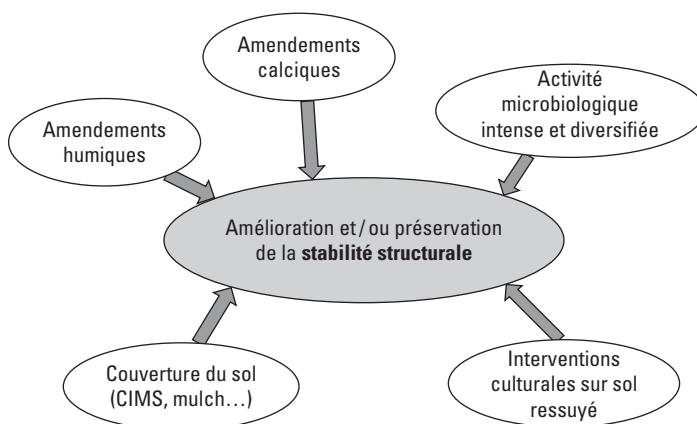 Amendements
calciques
Activité
microbiologique
intense et diversifiée
Amendements
humiques
Amélioration et/ou préservation
de la stabilité structurale
Couverture du sol
(CIMS, mulch…)
Interventions
culturales sur sol
ressuyé